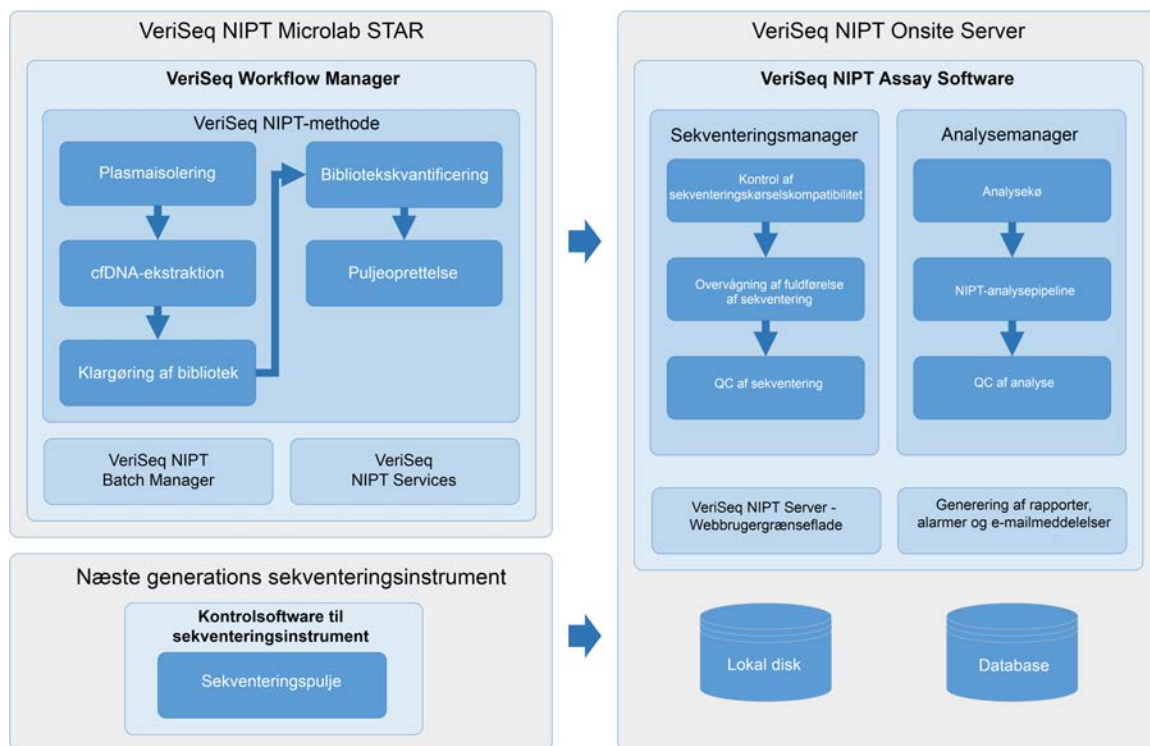 VeriSeq NIPT Microlab STAR
VeriSeq Workflow Manager
VeriSeq NIPT-methode
Plasmaisolering
cfDNA-ekstraktion
Klargøring af bibliotek
Bibliotekskvantificering
Puljeoprettelse
VeriSeq NIPT
Batch Manager
VeriSeq
NIPT Services
Næste generations sekventeringsinstrument
Kontrolsoftware til
sekventeringsinstrument
Sekventeringspulje
VeriSeq NIPT Onsite Server
VeriSeq NIPT Assay Software
Sekventeringsmanager
Kontrol af
sekventeringskørselskompatibilitet
Overvågning af fuldførelse
af sekventering
QC af sekventering
Analysemanager
Analysekø
NIPT-analysepipeline
QC af analyse
VeriSeq NIPT Server -
Webbrugergrænseflade
Generering af rapporter,
alarmer og e-mailmeddelelser
Lokal disk
Database